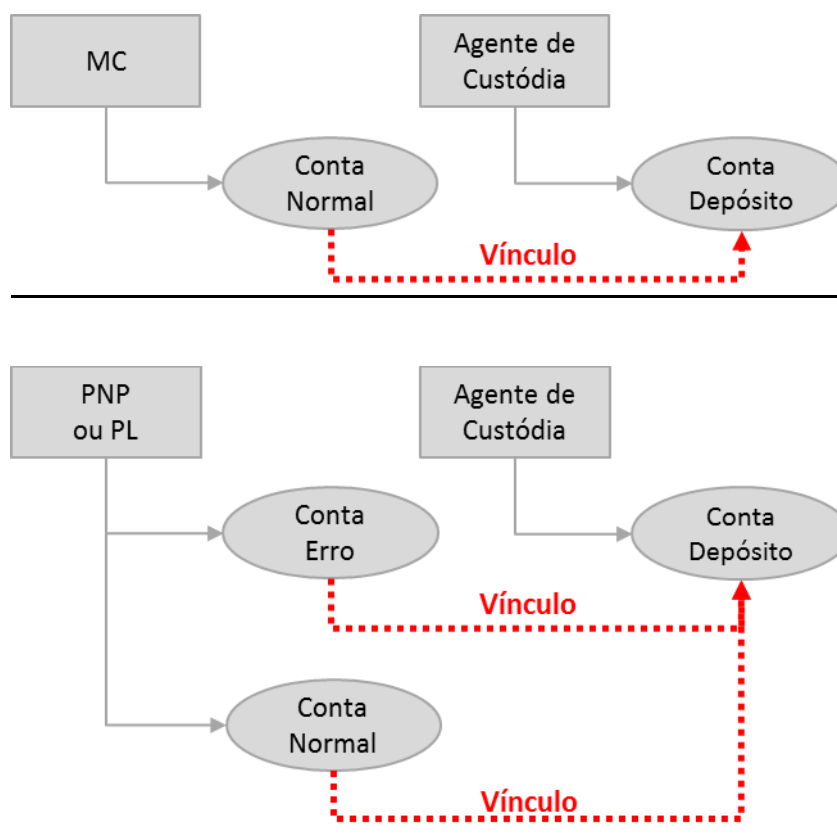 MC
Agente de
Custódia
Conta
Normal
Conta
Depósito
Vínculo
PNP
ou PL
Agente de
Custódia
Conta
Erro
Conta
Depósito
Vínculo
Conta
Normal
Vínculo